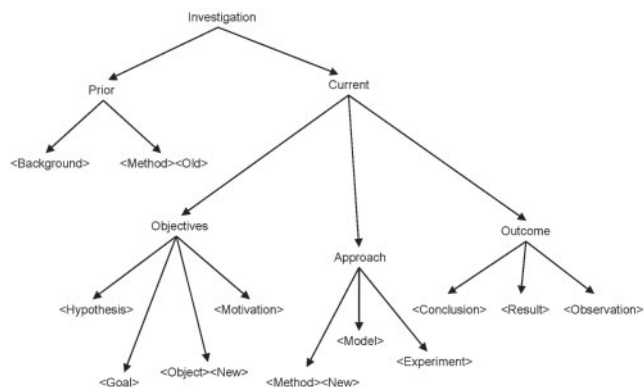 Investigation
Prior
Current
<Background>
<Method><Old>
Objectives
Outcome
Approach
<Hypothesis>
<Motivation>
<Conclusion>
<Result>
<Observation>
<Model>
<Experiment>
<Goal>
<Object><New>
<Method><New>